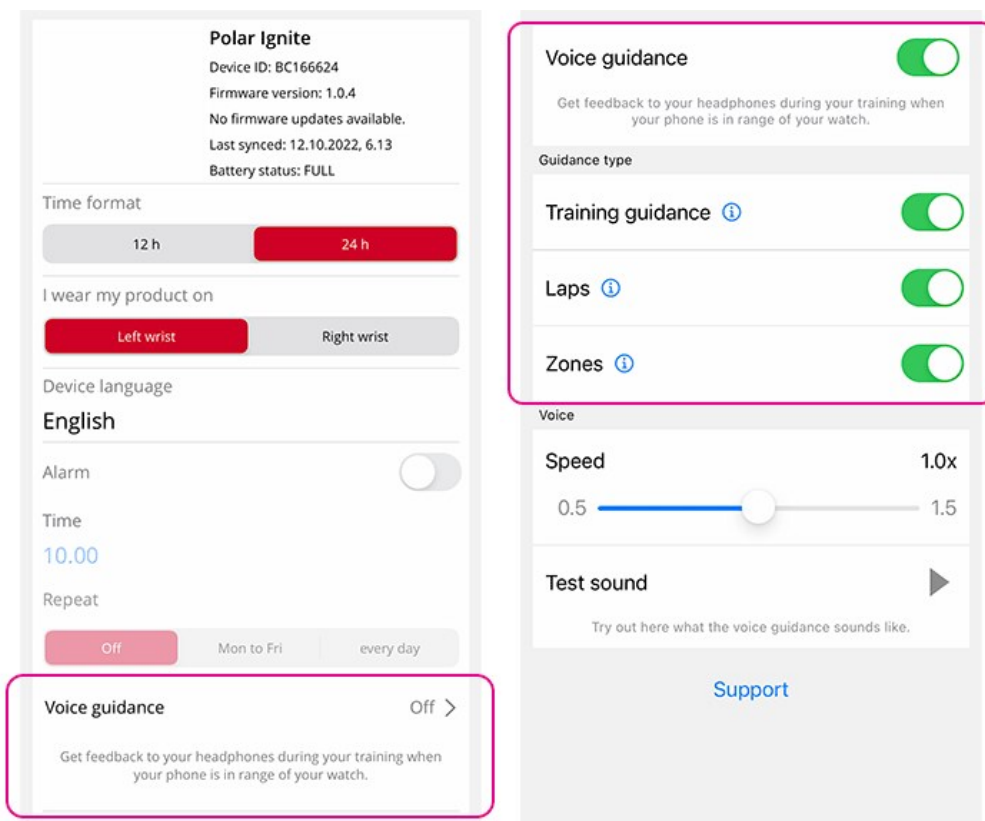 Polar Ignite
Device ID: BC166624
Firmware version: 1.0.4
No firmware updates available.
Last synced: 12.10.2022, 6.13
Battery status: FULL
Time format
12 h 24 h
I wear my product on
Left wrist Right wrist
Device language
English
Alarm
Time
10.00
Repeat
Off Mon to Fri every day
Voice guidance Off
Get feedback to your headphones during your training when
your phone is in range of your watch.
Voice guidance
Get feedback to your headphones during your training when
your phone is in range of your watch.
Guidance type
Training guidance
Laps
Zones
Voice
Speed 1.0x
0.5 1.5
Test sound
Try out here what the voice guidance sounds like.
Support